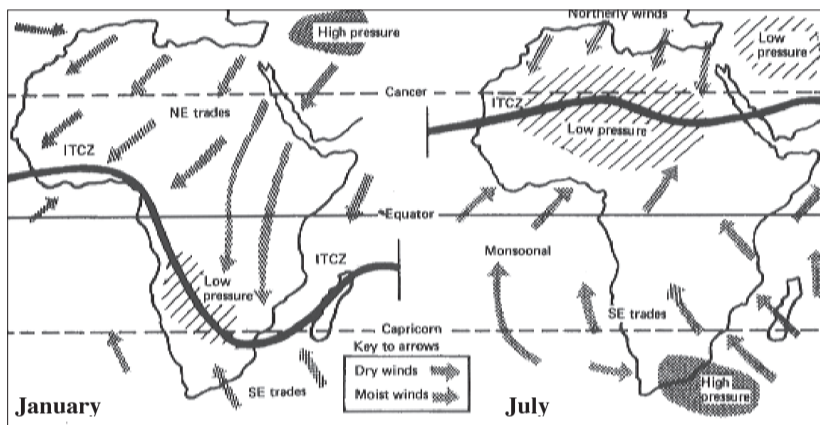 High
pressure
Cancer
NE trades
ITCZ
Equator
ITCZ
Low
pressure
Capricorn
Key to arrows
Dry winds
Moist winds
SE trades
January
Northerly winds
Low
pressure
ITCZ
Low pressure
Monsoonal
SE trades
High
pressure
July